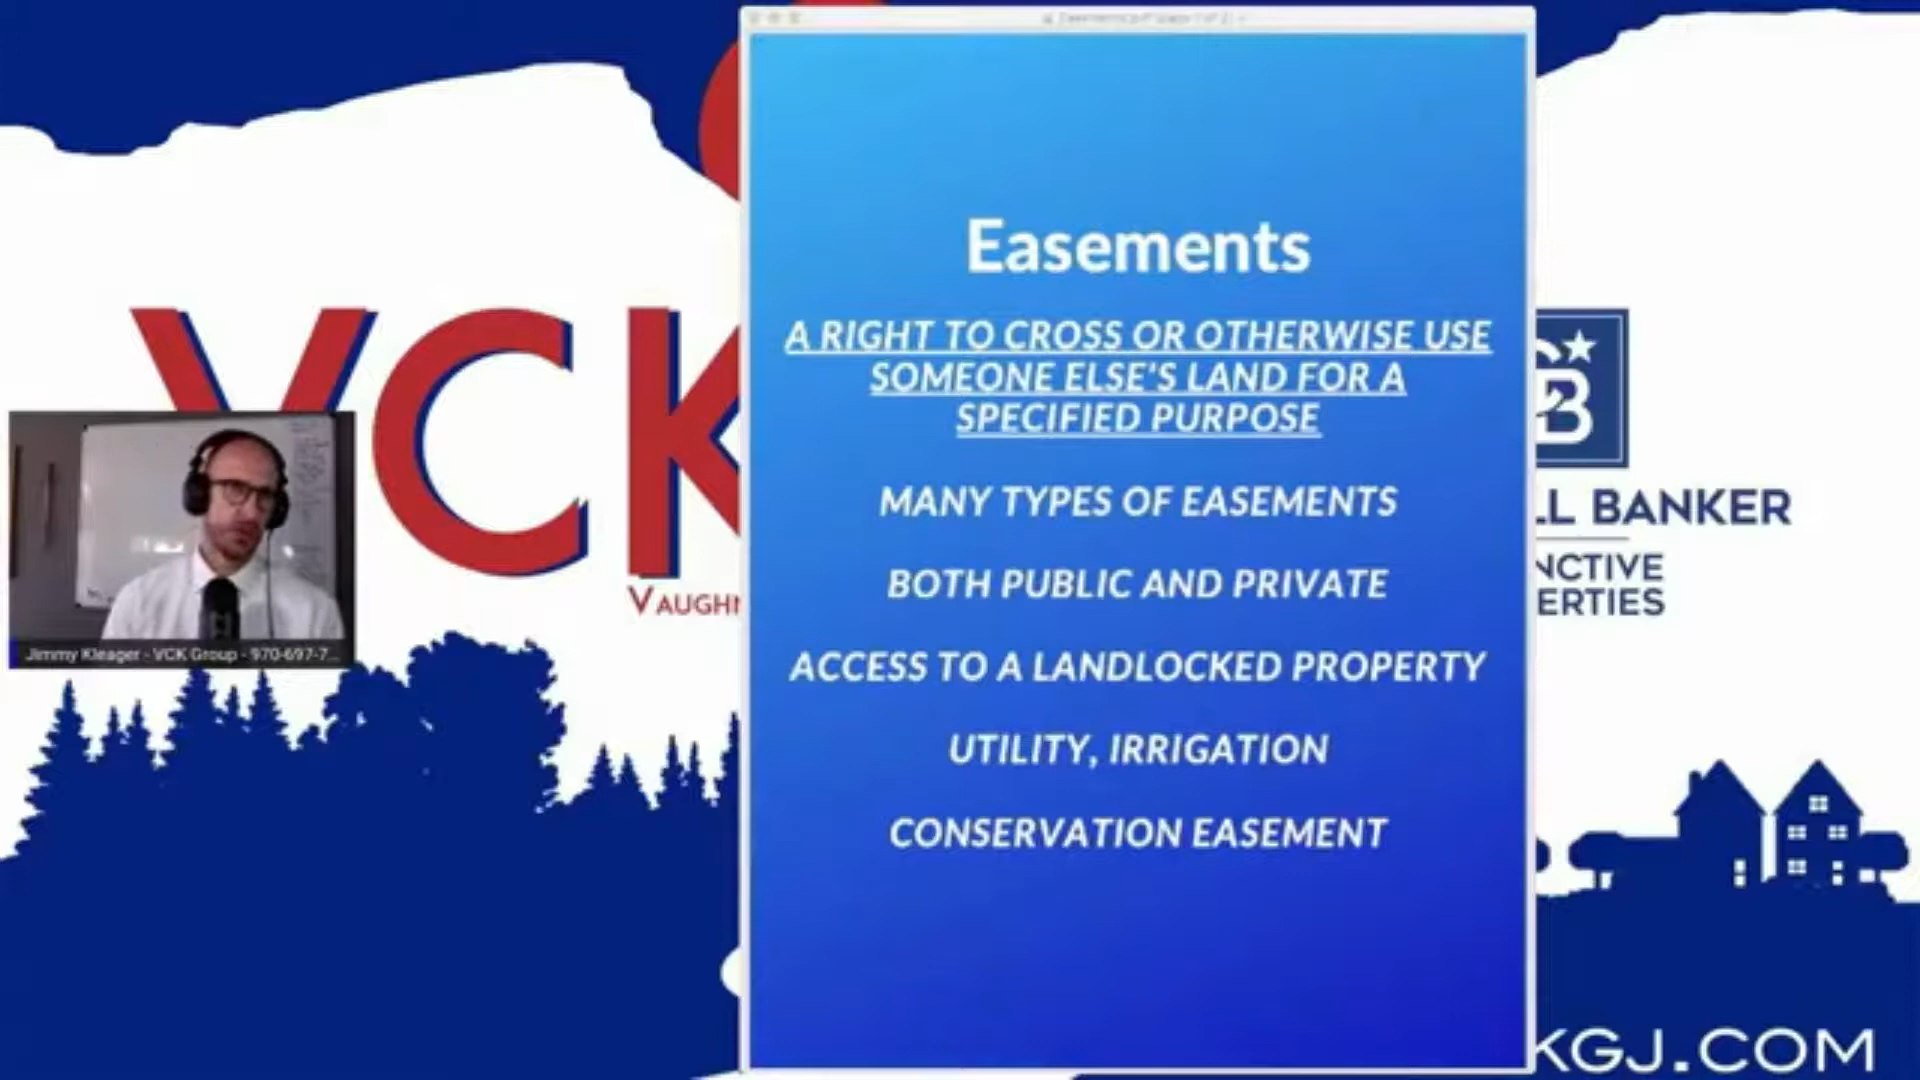 Easements
A RIGHT TO CROSS OR OTHERWISE USE
SOMEONE ELSE'S LAND FOR A
SPECIFIED PURPOSE
MANY TYPES OF EASEMENTS
BOTH PUBLIC AND PRIVATE
ACCESS TO A LANDLOCKED PROPERTY
UTILITY, IRRIGATION
CONSERVATION EASEMENT
VCK
VAUGHN
Jimmy Kleager - VCK Group - 970-697-7...
CB
LL BANKER
NCTIVE
ERTIES
KGJ.COM